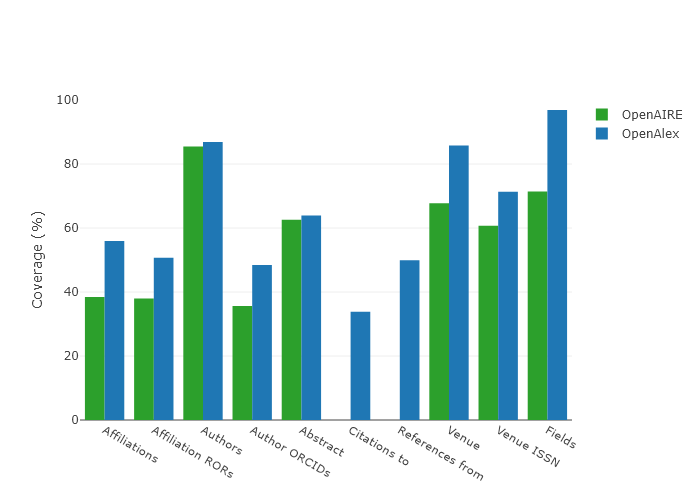 OpenAIRE
OpenAlex
Coverage (%)
100
80
60
40
20
0
Affiliations
Affiliation RORs
Authors
Author ORCIDs
Abstract
Citations to
References from
Venue
Venue ISSN
Fields